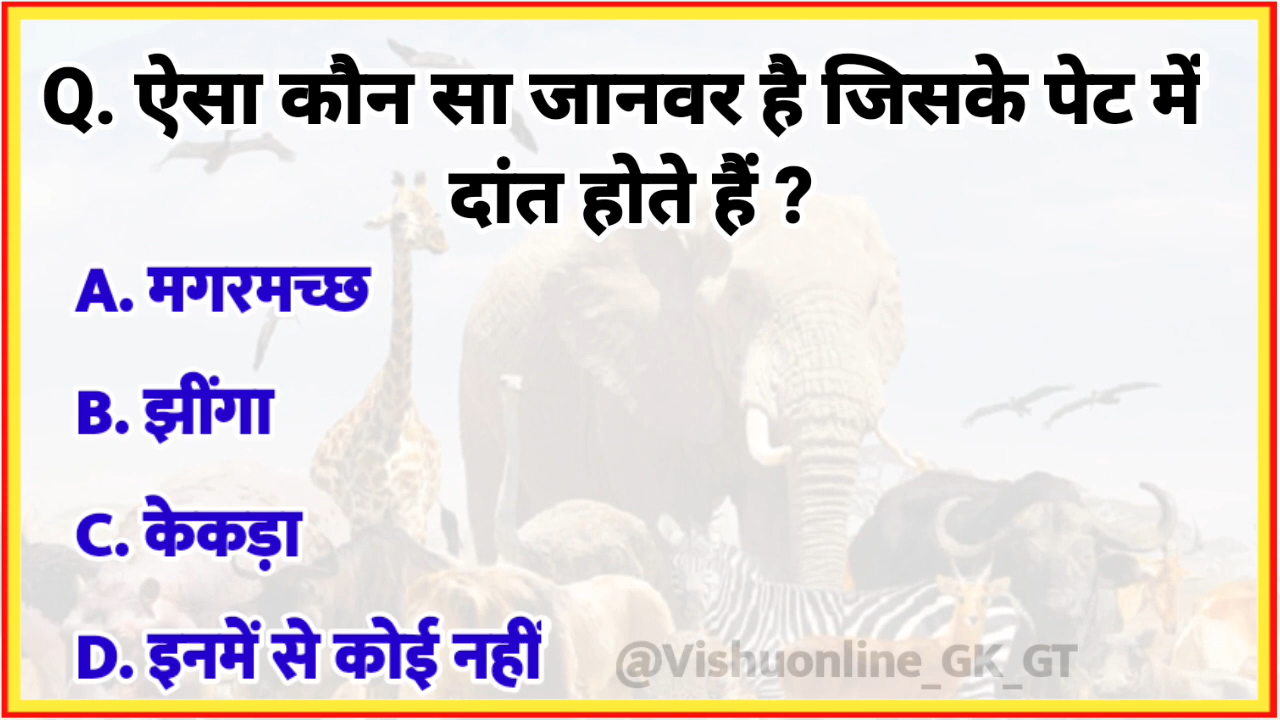 Q. ऐसा कौन सा जानवर है जिसके पेट में
दांत होते हैं ?
A. मगरमच्छ
B. झींगा
C. केकड़ा
D. इनमें से कोई नहीं
@Vishuonline_GK_GT